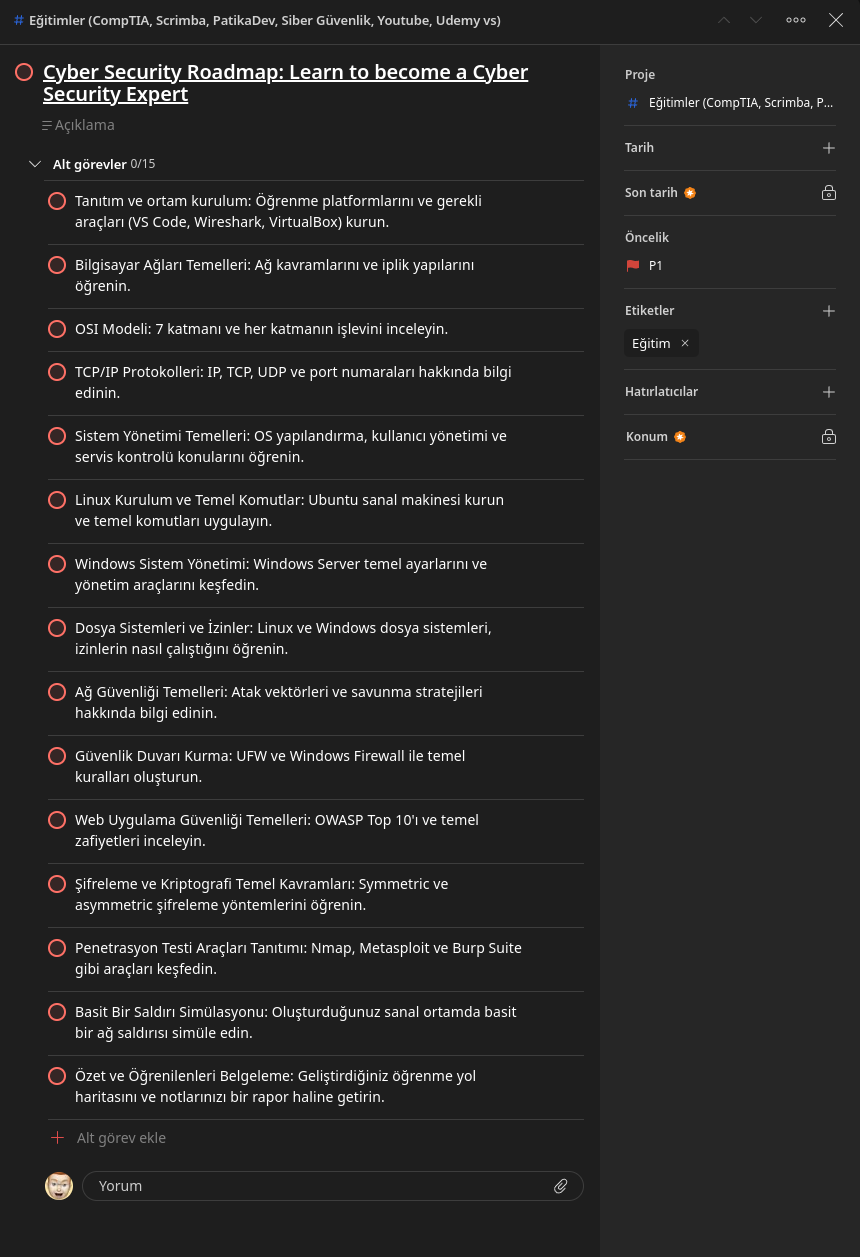 # Eğitimler (CompTIA, Scrimba, PatikaDev, Siber Güvenlik, Youtube, Udemy vs)
Cyber Security Roadmap: Learn to become a Cyber
Security Expert
Açıklama
Alt görevler 0/15
Tanıtım ve ortam kurulum: Öğrenme platformlarını ve gerekli
araçları (VS Code, Wireshark, VirtualBox) kurun.
Bilgisayar Ağları Temelleri: Ağ kavramlarını ve iplik yapılarını
öğrenin.
OSI Modeli: 7 katmanı ve her katmanın işlevini inceleyin.
TCP/IP Protokolleri: IP, TCP, UDP ve port numaraları hakkında bilgi
edinin.
Sistem Yönetimi Temelleri: OS yapılandırma, kullanıcı yönetimi ve
servis kontrolü konularını öğrenin.
Linux Kurulum ve Temel Komutlar: Ubuntu sanal makinesi kurun
ve temel komutları uygulayın.
Windows Sistem Yönetimi: Windows Server temel ayarlarını ve
yönetim araçlarını keşfedin.
Dosya Sistemleri ve İzinler: Linux ve Windows dosya sistemleri,
izinlerin nasıl çalıştığını öğrenin.
Ağ Güvenliği Temelleri: Atak vektörleri ve savunma stratejileri
hakkında bilgi edinin.
Güvenlik Duvarı Kurma: UFW ve Windows Firewall ile temel
kuralları oluşturun.
Web Uygulama Güvenliği Temelleri: OWASP Top 10'ı ve temel
zafiyetleri inceleyin.
Şifreleme ve Kriptografi Temel Kavramları: Symmetric ve
asymmetric şifreleme yöntemlerini öğrenin.
Penetrasyon Testi Araçları Tanıtımı: Nmap, Metasploit ve Burp Suite
gibi araçları keşfedin.
Basit Bir Saldırı Simülasyonu: Oluşturduğunuz sanal ortamda basit
bir ağ saldırısı simüle edin.
Özet ve Öğrenilenleri Belgeleme: Geliştirdiğiniz öğrenme yol
haritasını ve notlarınızı bir rapor haline getirin.
Alt görev ekle
Yorum
Proje
# Eğitimler (CompTIA, Scrimba, P...
Tarih
Son tarih
Öncelik
P1
Etiketler
Eğitim
Hatırlatıcılar
Konum